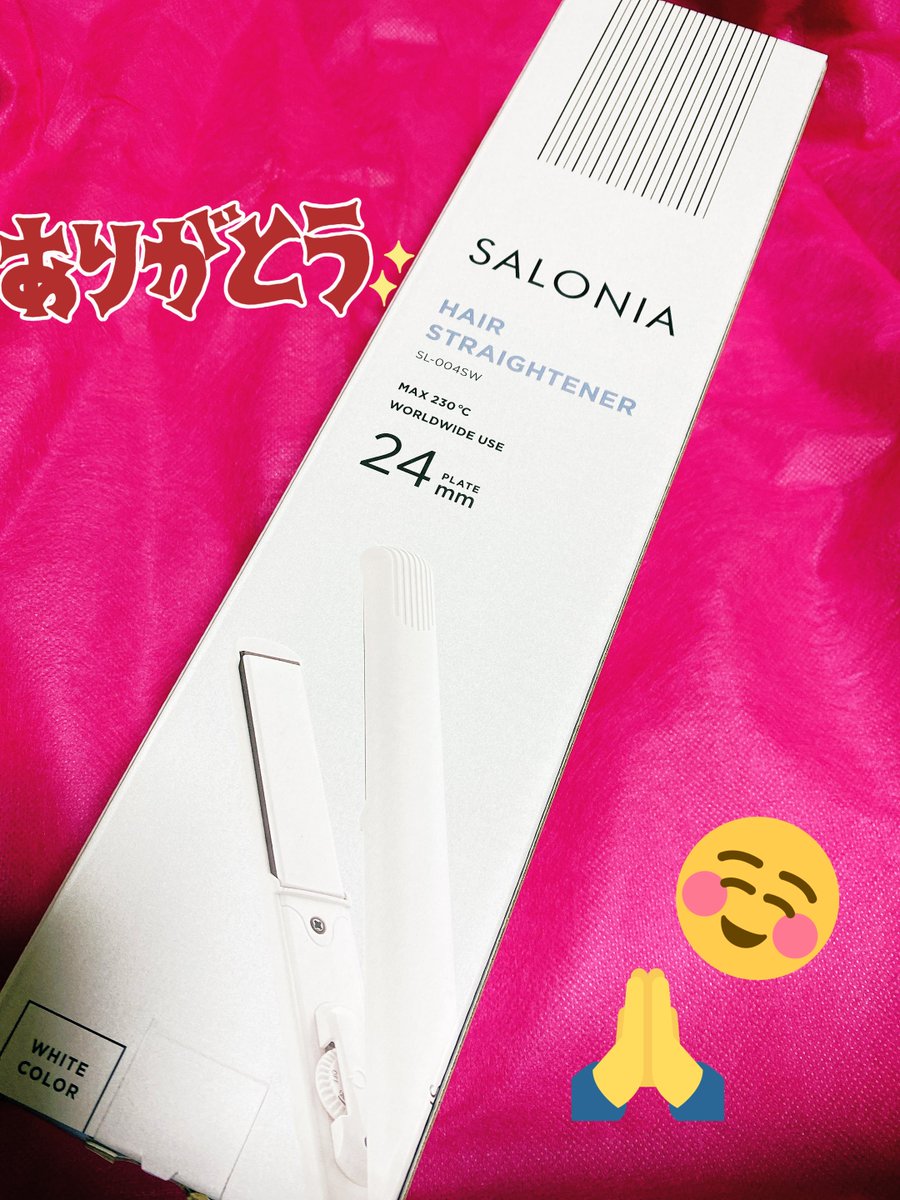 ありがとう
SALONIA
HAIR
STRAIGHTENER
SL-004SW
MAX 230℃
WORLDWIDE USE
24 PLATE mm
WHITE
COLOR
OFF